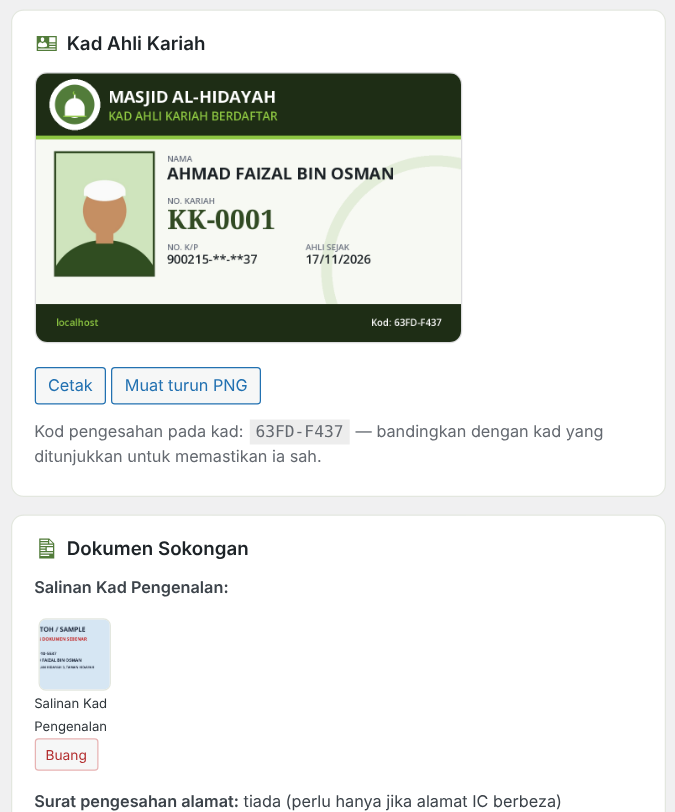 Kad Ahli Kariah
MASJID AL-HIDAYAH
KAD AHLI KARIAH BERDAFTAR
NAMA
AHMAD FAIZAL BIN OSMAN
NO. KARIAH
KK-0001
NO. K/P
AHLI SEJAK
900215-**-**37
17/11/2026
localhost
Kod: 63FD-F437
Cetak
Muat turun PNG
Kod pengesahan pada kad: 63FD-F437 — bandingkan dengan kad yang
ditunjukkan untuk memastikan ia sah.
Dokumen Sokongan
Salinan Kad Pengenalan:
TOH / SAMPLE
DOKUMEN SEBENAR
FAIZAL BIN OSMAN
Salinan Kad
Pengenalan
Buang
Surat pengesahan alamat: tiada (perlu hanya jika alamat IC berbeza)